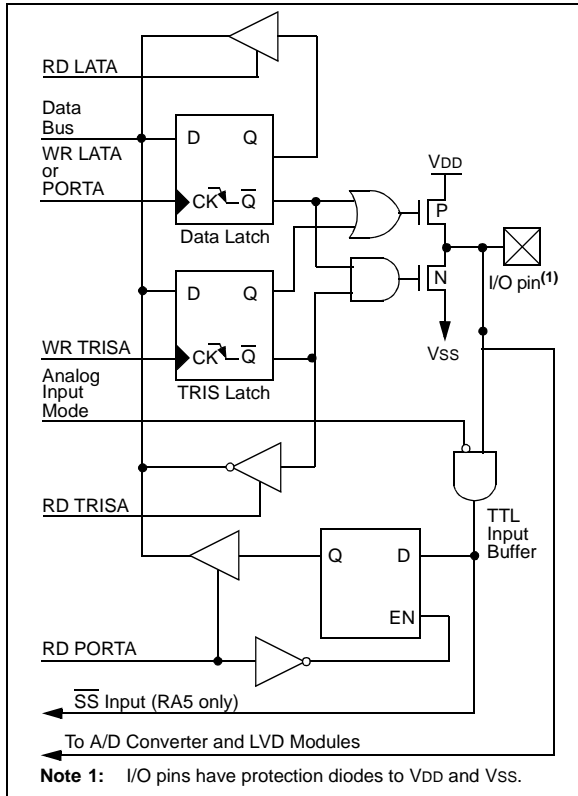 RD LATA
Data
Bus
D Q
WR LATA
or
PORTA
CK Q̅
Data Latch
VDD
P
I/O pin(1)
N
D Q
WR TRISA
CK Q̅
TRIS Latch
VSS
Analog
Input
Mode
RD TRISA
TTL
Input
Buffer
Q D
EN
RD PORTA
S̅S̅ Input (RA5 only)
To A/D Converter and LVD Modules
Note 1: I/O pins have protection diodes to VDD and VSS.